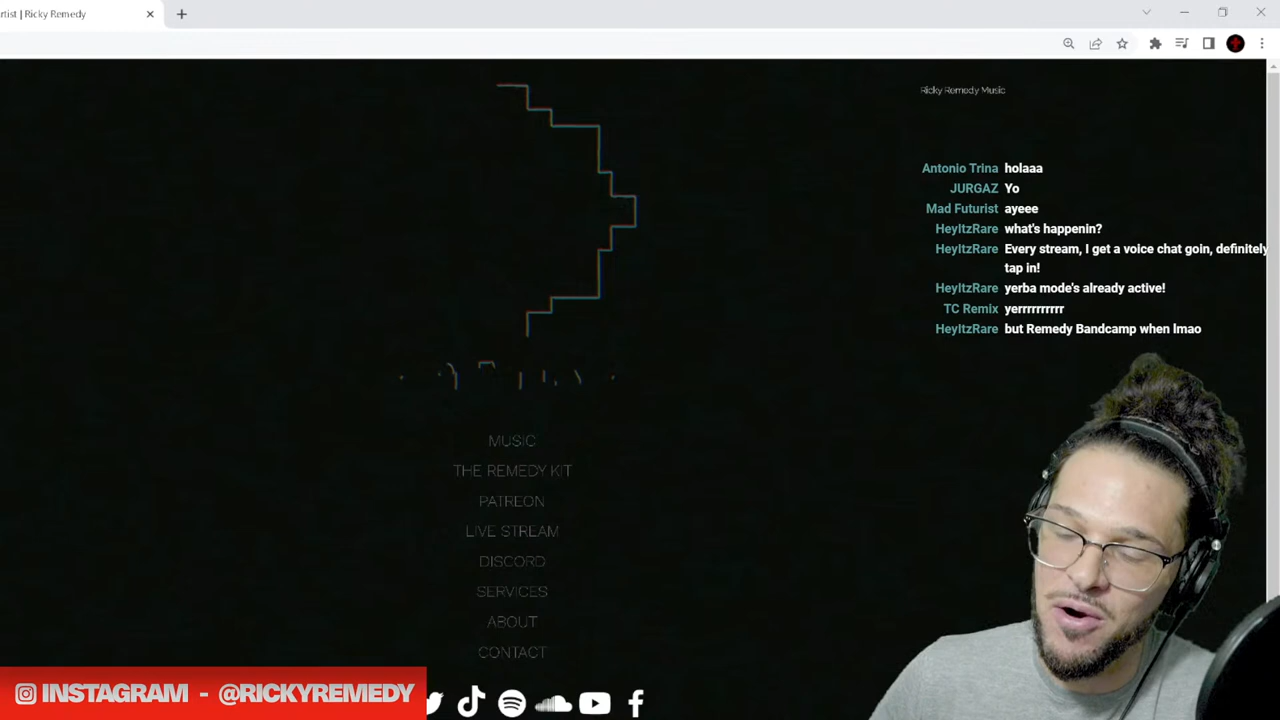 rtist | Ricky Remedy
Ricky Remedy Music
Antonio Trina holaaa
JURGAZ Yo
Mad Futurist ayeee
HeyItzRare what's happenin?
HeyItzRare Every stream, I get a voice chat goin, definitely
tap in!
HeyItzRare yerba mode's already active!
TC Remix yerrrrrrrrr
HeyItzRare but Remedy Bandcamp when lmao
MUSIC
THE REMEDY KIT
PATREON
LIVE STREAM
DISCORD
SERVICES
ABOUT
CONTACT
INSTAGRAM - @RICKYREMEDY